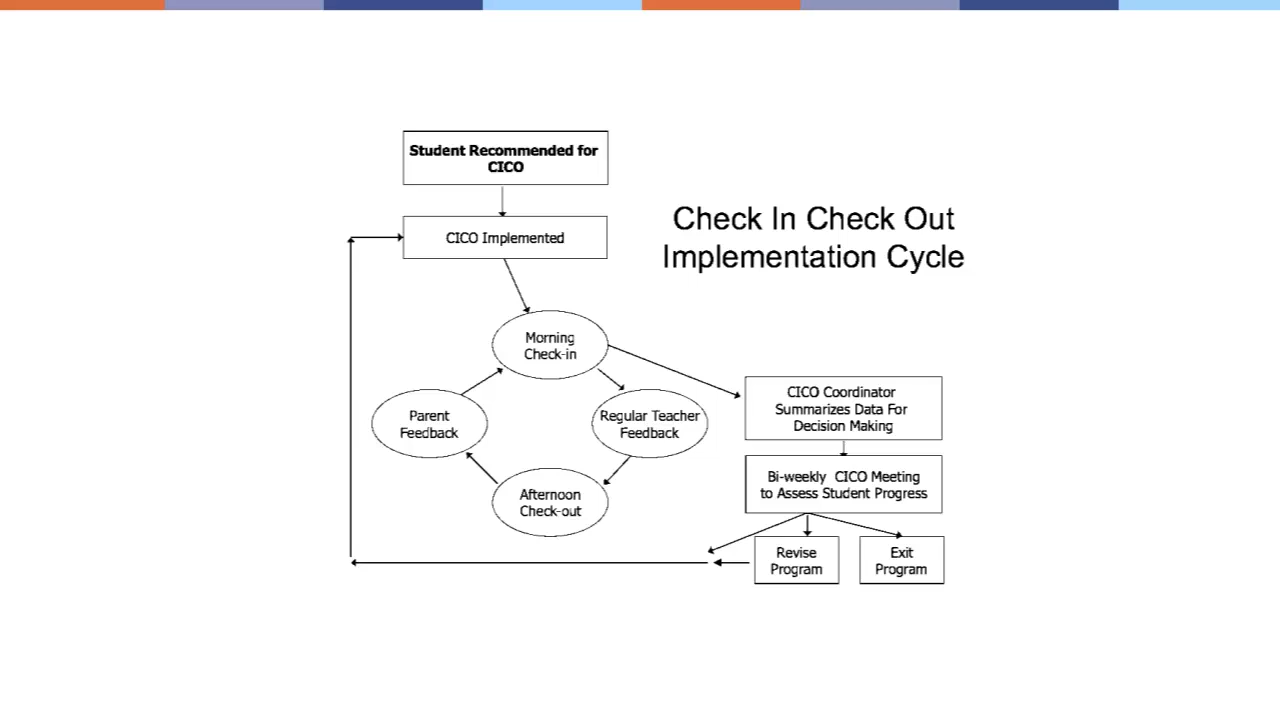 Student Recommended for
CICO
CICO Implemented
Check In Check Out
Implementation Cycle
Morning
Check-in
Parent
Feedback
Regular Teacher
Feedback
Afternoon
Check-out
CICO Coordinator
Summarizes Data For
Decision Making
Bi-weekly CICO Meeting
to Assess Student Progress
Revise
Program
Exit
Program